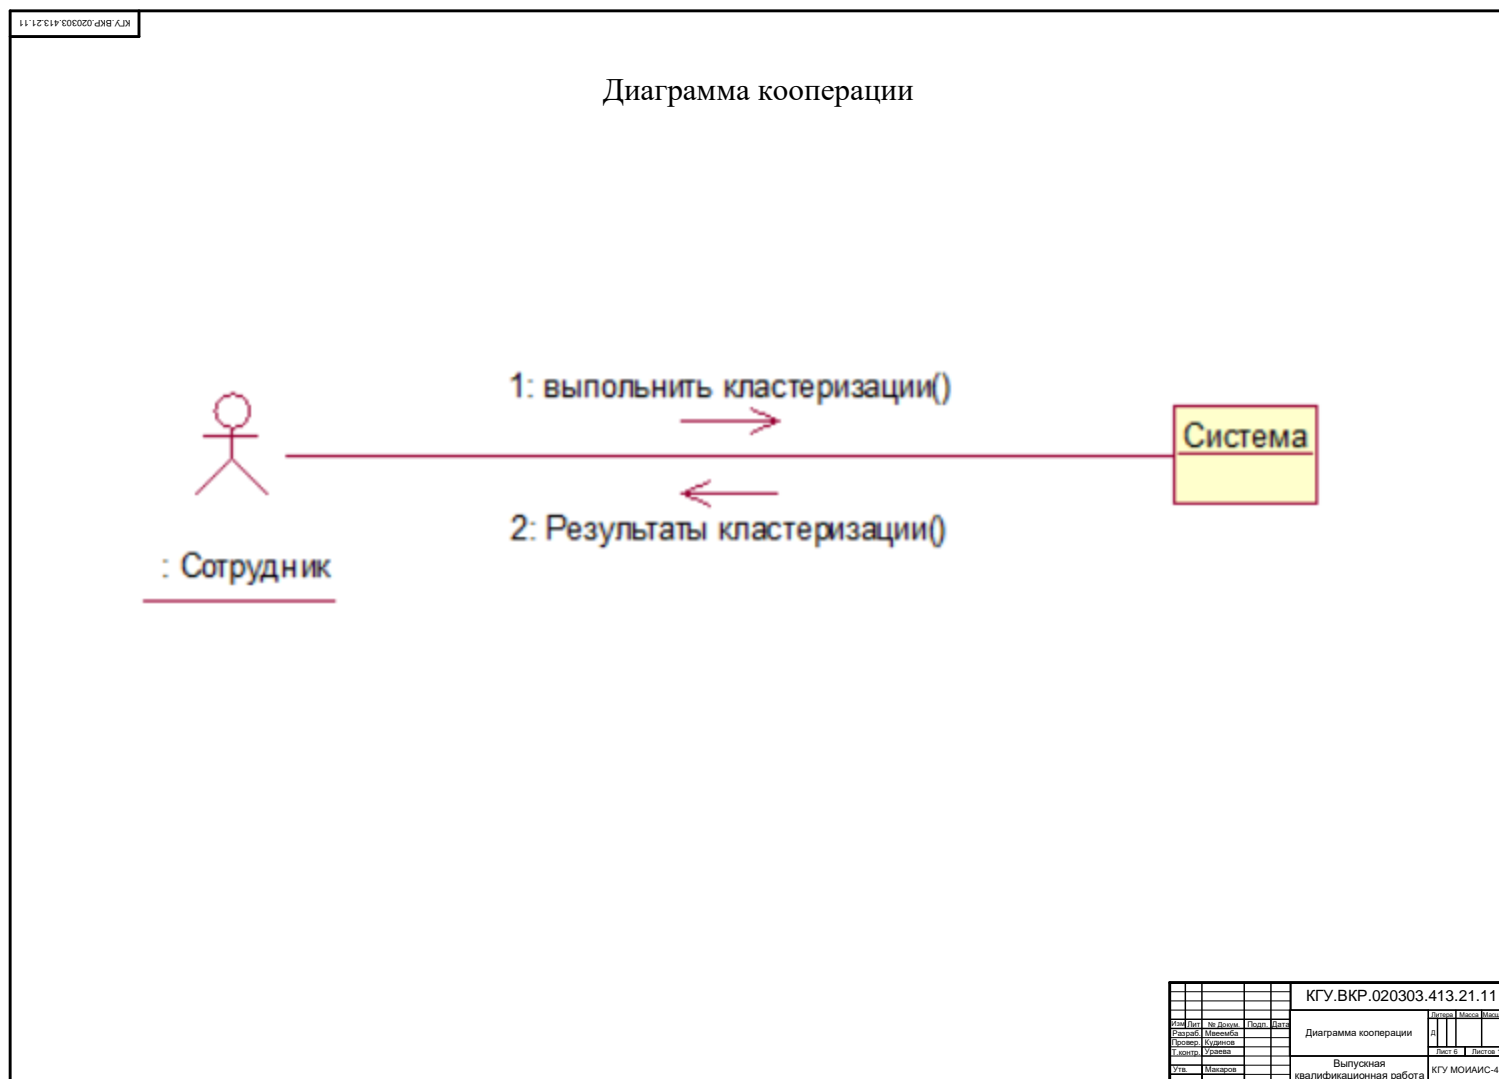 КГУ.ВКР.020303.413.21.11
Диаграмма кооперации
1: выпольнить кластеризации()
Система
2: Результаты кластеризации()
: Сотрудник
КГУ.ВКР.020303.413.21.11
Изм Лит № Докум. Подп. Дата
Разраб. Мвеемба
Провер. Кудинов
Т.контр. Ураева
Утв. Макаров
Диаграмма кооперации
Литера Масса
Д
Лист 6 Листов
Выпускная
квалификационная работа
КГУ МОИАИС-4